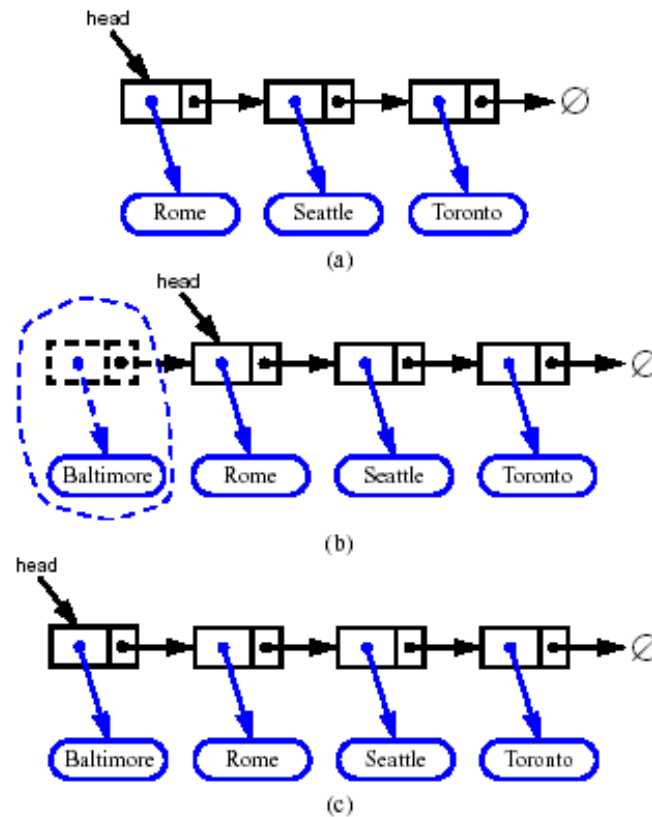 head
∅
Rome Seattle Toronto
(a)
head
∅
Baltimore Rome Seattle Toronto
(b)
head
∅
Baltimore Rome Seattle Toronto
(c)